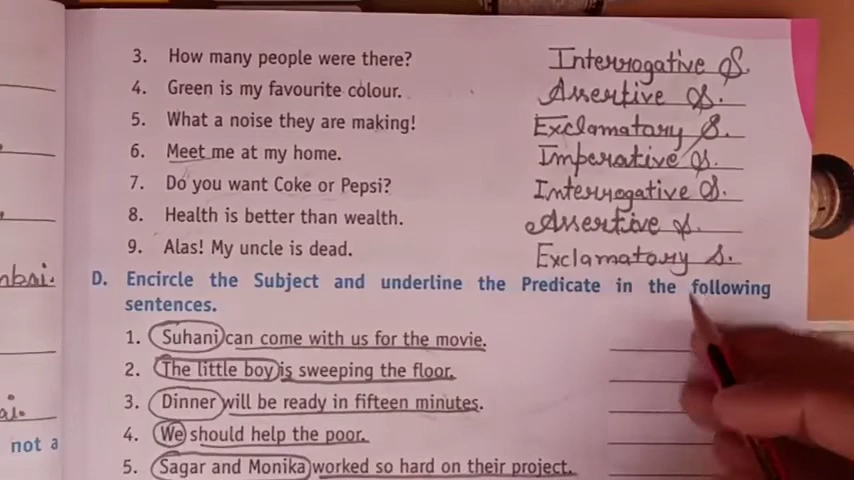 3. How many people were there? Interrogative S.
4. Green is my favourite colour. Assertive S.
5. What a noise they are making! Exclamatory S.
6. Meet me at my home. Imperative S.
7. Do you want Coke or Pepsi? Interrogative S.
8. Health is better than wealth. Assertive S.
9. Alas! My uncle is dead. Exclamatory S.
D. Encircle the Subject and underline the Predicate in the following
sentences.
1. Suhani can come with us for the movie.
2. The little boy is sweeping the floor.
3. Dinner will be ready in fifteen minutes.
4. We should help the poor.
not a
5. Sagar and Monika worked so hard on their project.